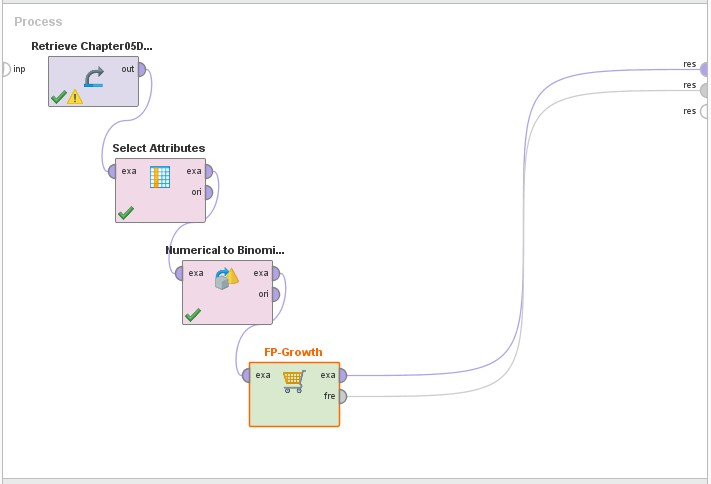 Process
Retrieve Chapter05D...
inp
out
res
res
res
Select Attributes
exa
exa
ori
Numerical to Binomi...
exa
exa
ori
FP-Growth
exa
exa
fre